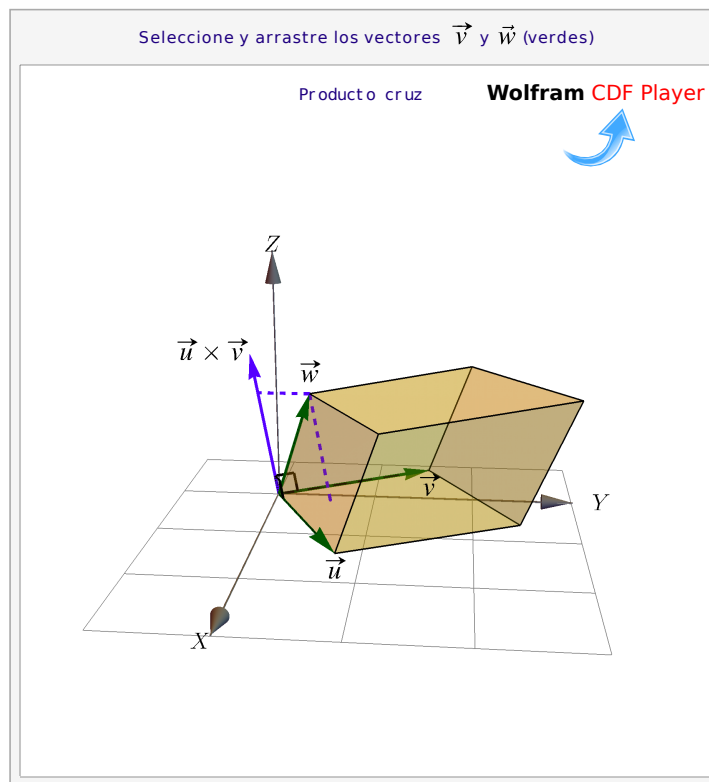 Seleccione y arrastre los vectores v⃗ y w⃗ (verdes)
Producto cruz
Wolfram CDF Player
Z
u⃗ × v⃗
w⃗
v⃗
Y
u⃗
X